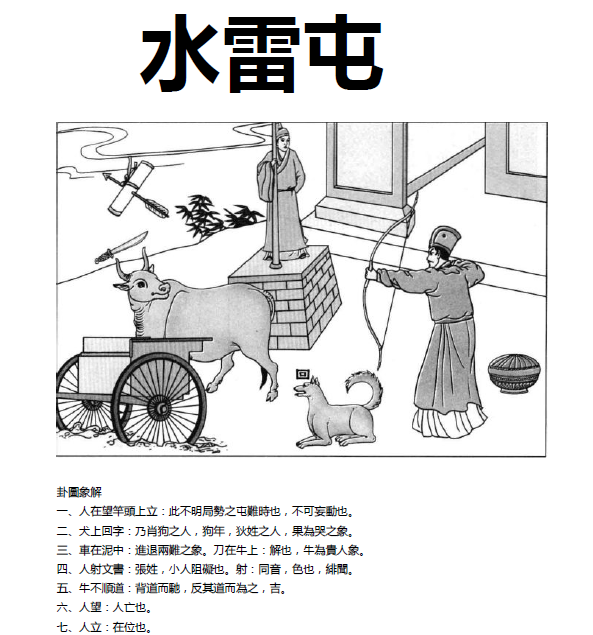 水雷屯
回
卦圖象解
一、人在望竿頭上立：此不明局勢之屯難時也，不可妄動也。
二、犬上回字：乃肖狗之人，狗年，狄姓之人，果為哭之象。
三、車在泥中：進退兩難之象。刀在牛上：解也，牛為貴人象。
四、人射文書：張姓，小人阻礙也。射：同音，色也，緋聞。
五、牛不順道：背道而馳，反其道而為之，吉。
六、人望：人亡也。
七、人立：在位也。